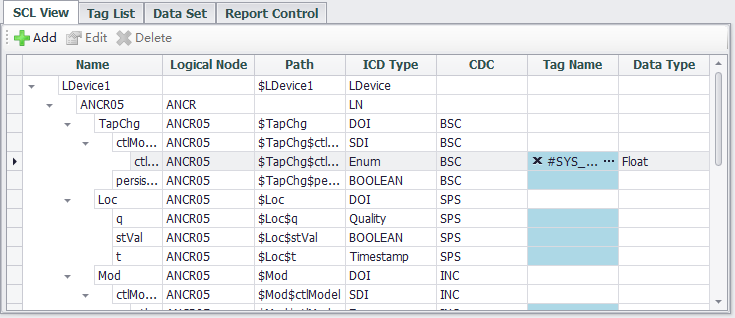 SCL View Tag List Data Set Report Control
Add Edit Delete
Name Logical Node Path ICD Type CDC Tag Name Data Type
LDevice1 $LDevice1 LDevice
ANCR05 ANCR LN
TapChg ANCR05 $TapChg DOI BSC
ctlMo... ANCR05 $TapChg$ctl... SDI BSC
ctl... ANCR05 $TapChg$ctl... Enum BSC #SYS_... ... Float
persis... ANCR05 $TapChg$pe... BOOLEAN BSC
Loc ANCR05 $Loc DOI SPS
q ANCR05 $Loc$q Quality SPS
stVal ANCR05 $Loc$stVal BOOLEAN SPS
t ANCR05 $Loc$t Timestamp SPS
Mod ANCR05 $Mod DOI INC
ctlMo... ANCR05 $Mod$ctlModel SDI INC